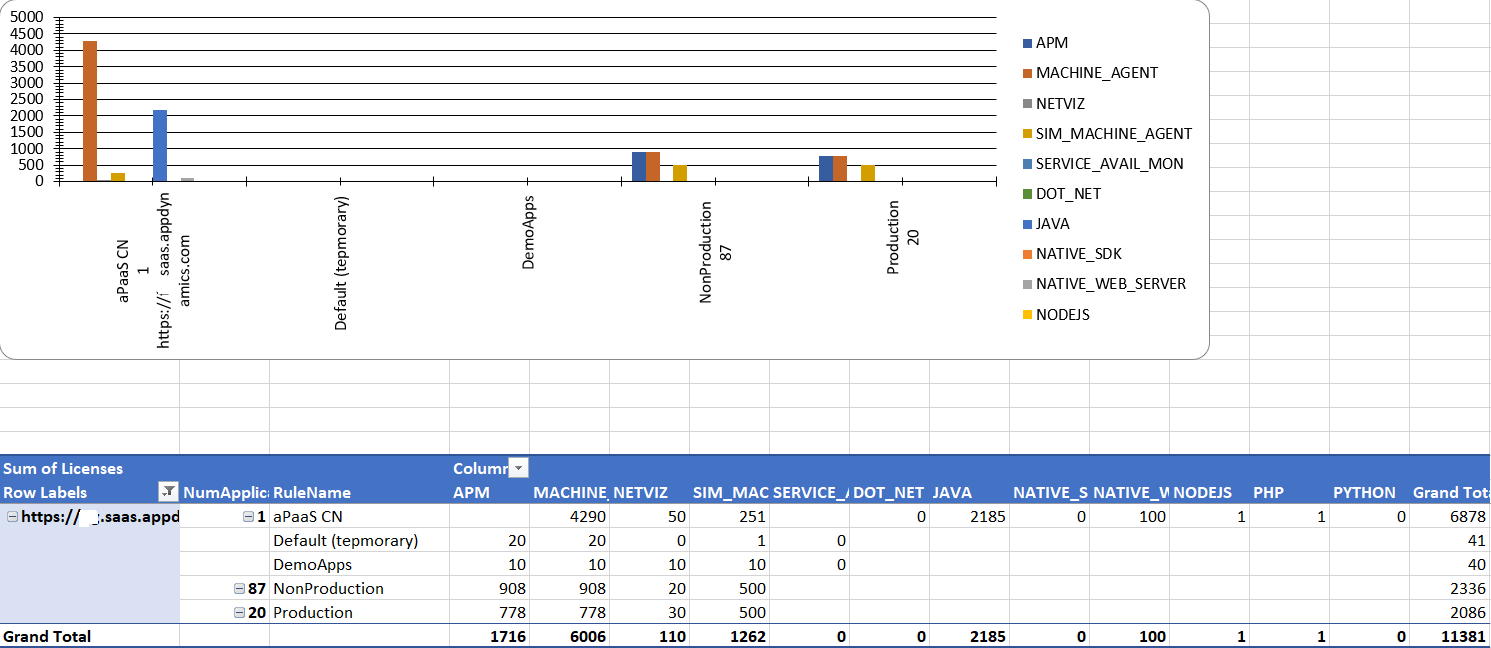 5000
4500
4000
3500
3000
2500
2000
1500
1000
500
0
aPaaS CN
1
https:// saas.appdyn
amics.com
Default (tepmorary)
DemoApps
NonProduction
87
Production
20
APM
MACHINE_AGENT
NETVIZ
SIM_MACHINE_AGENT
SERVICE_AVAIL_MON
DOT_NET
JAVA
NATIVE_SDK
NATIVE_WEB_SERVER
NODEJS
Sum of Licenses Column
Row Labels NumApplica RuleName APM MACHINE_ NETVIZ SIM_MAC SERVICE_A DOT_NET JAVA NATIVE_S NATIVE_W NODEJS PHP PYTHON Grand Tota
https:// .saas.appd 1 aPaaS CN 4290 50 251 0 2185 0 100 1 1 0 6878
Default (tepmorary) 20 20 0 1 0 41
DemoApps 10 10 10 10 0 40
87 NonProduction 908 908 20 500 2336
20 Production 778 778 30 500 2086
Grand Total 1716 6006 110 1262 0 0 2185 0 100 1 1 0 11381